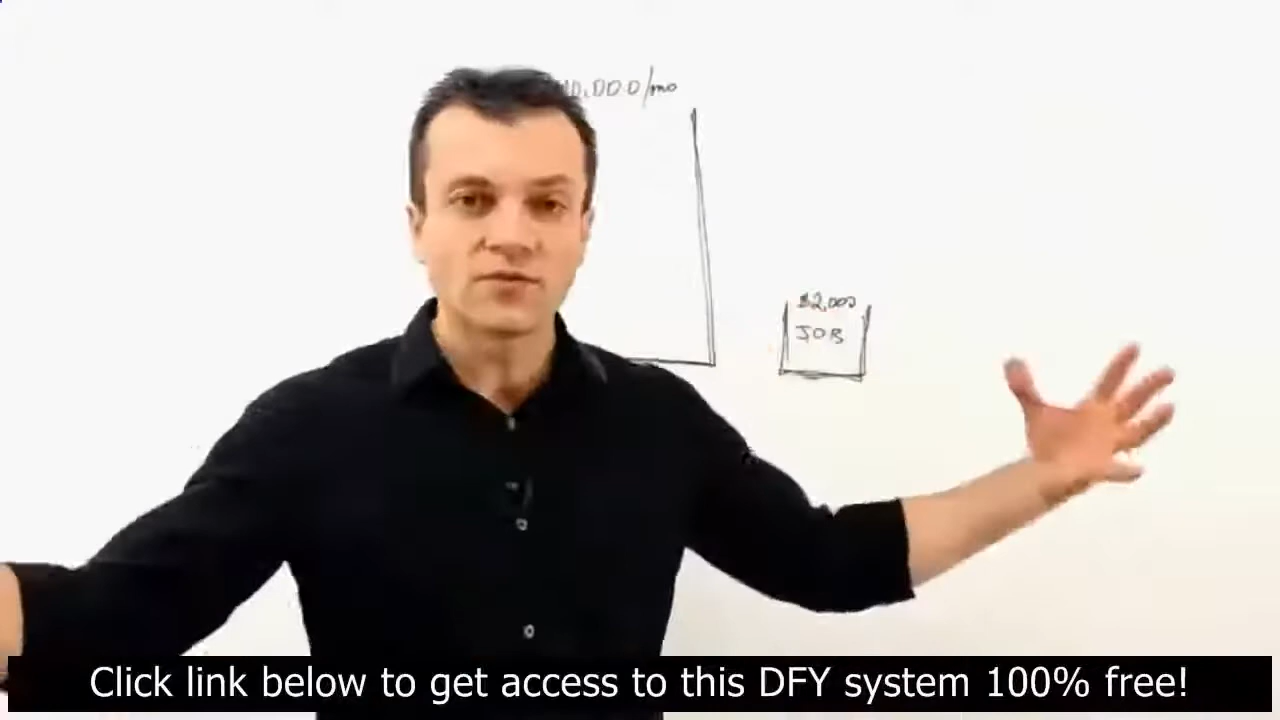 0.000/mo
$2,000
JOB
Click link below to get access to this DFY system 100% free!